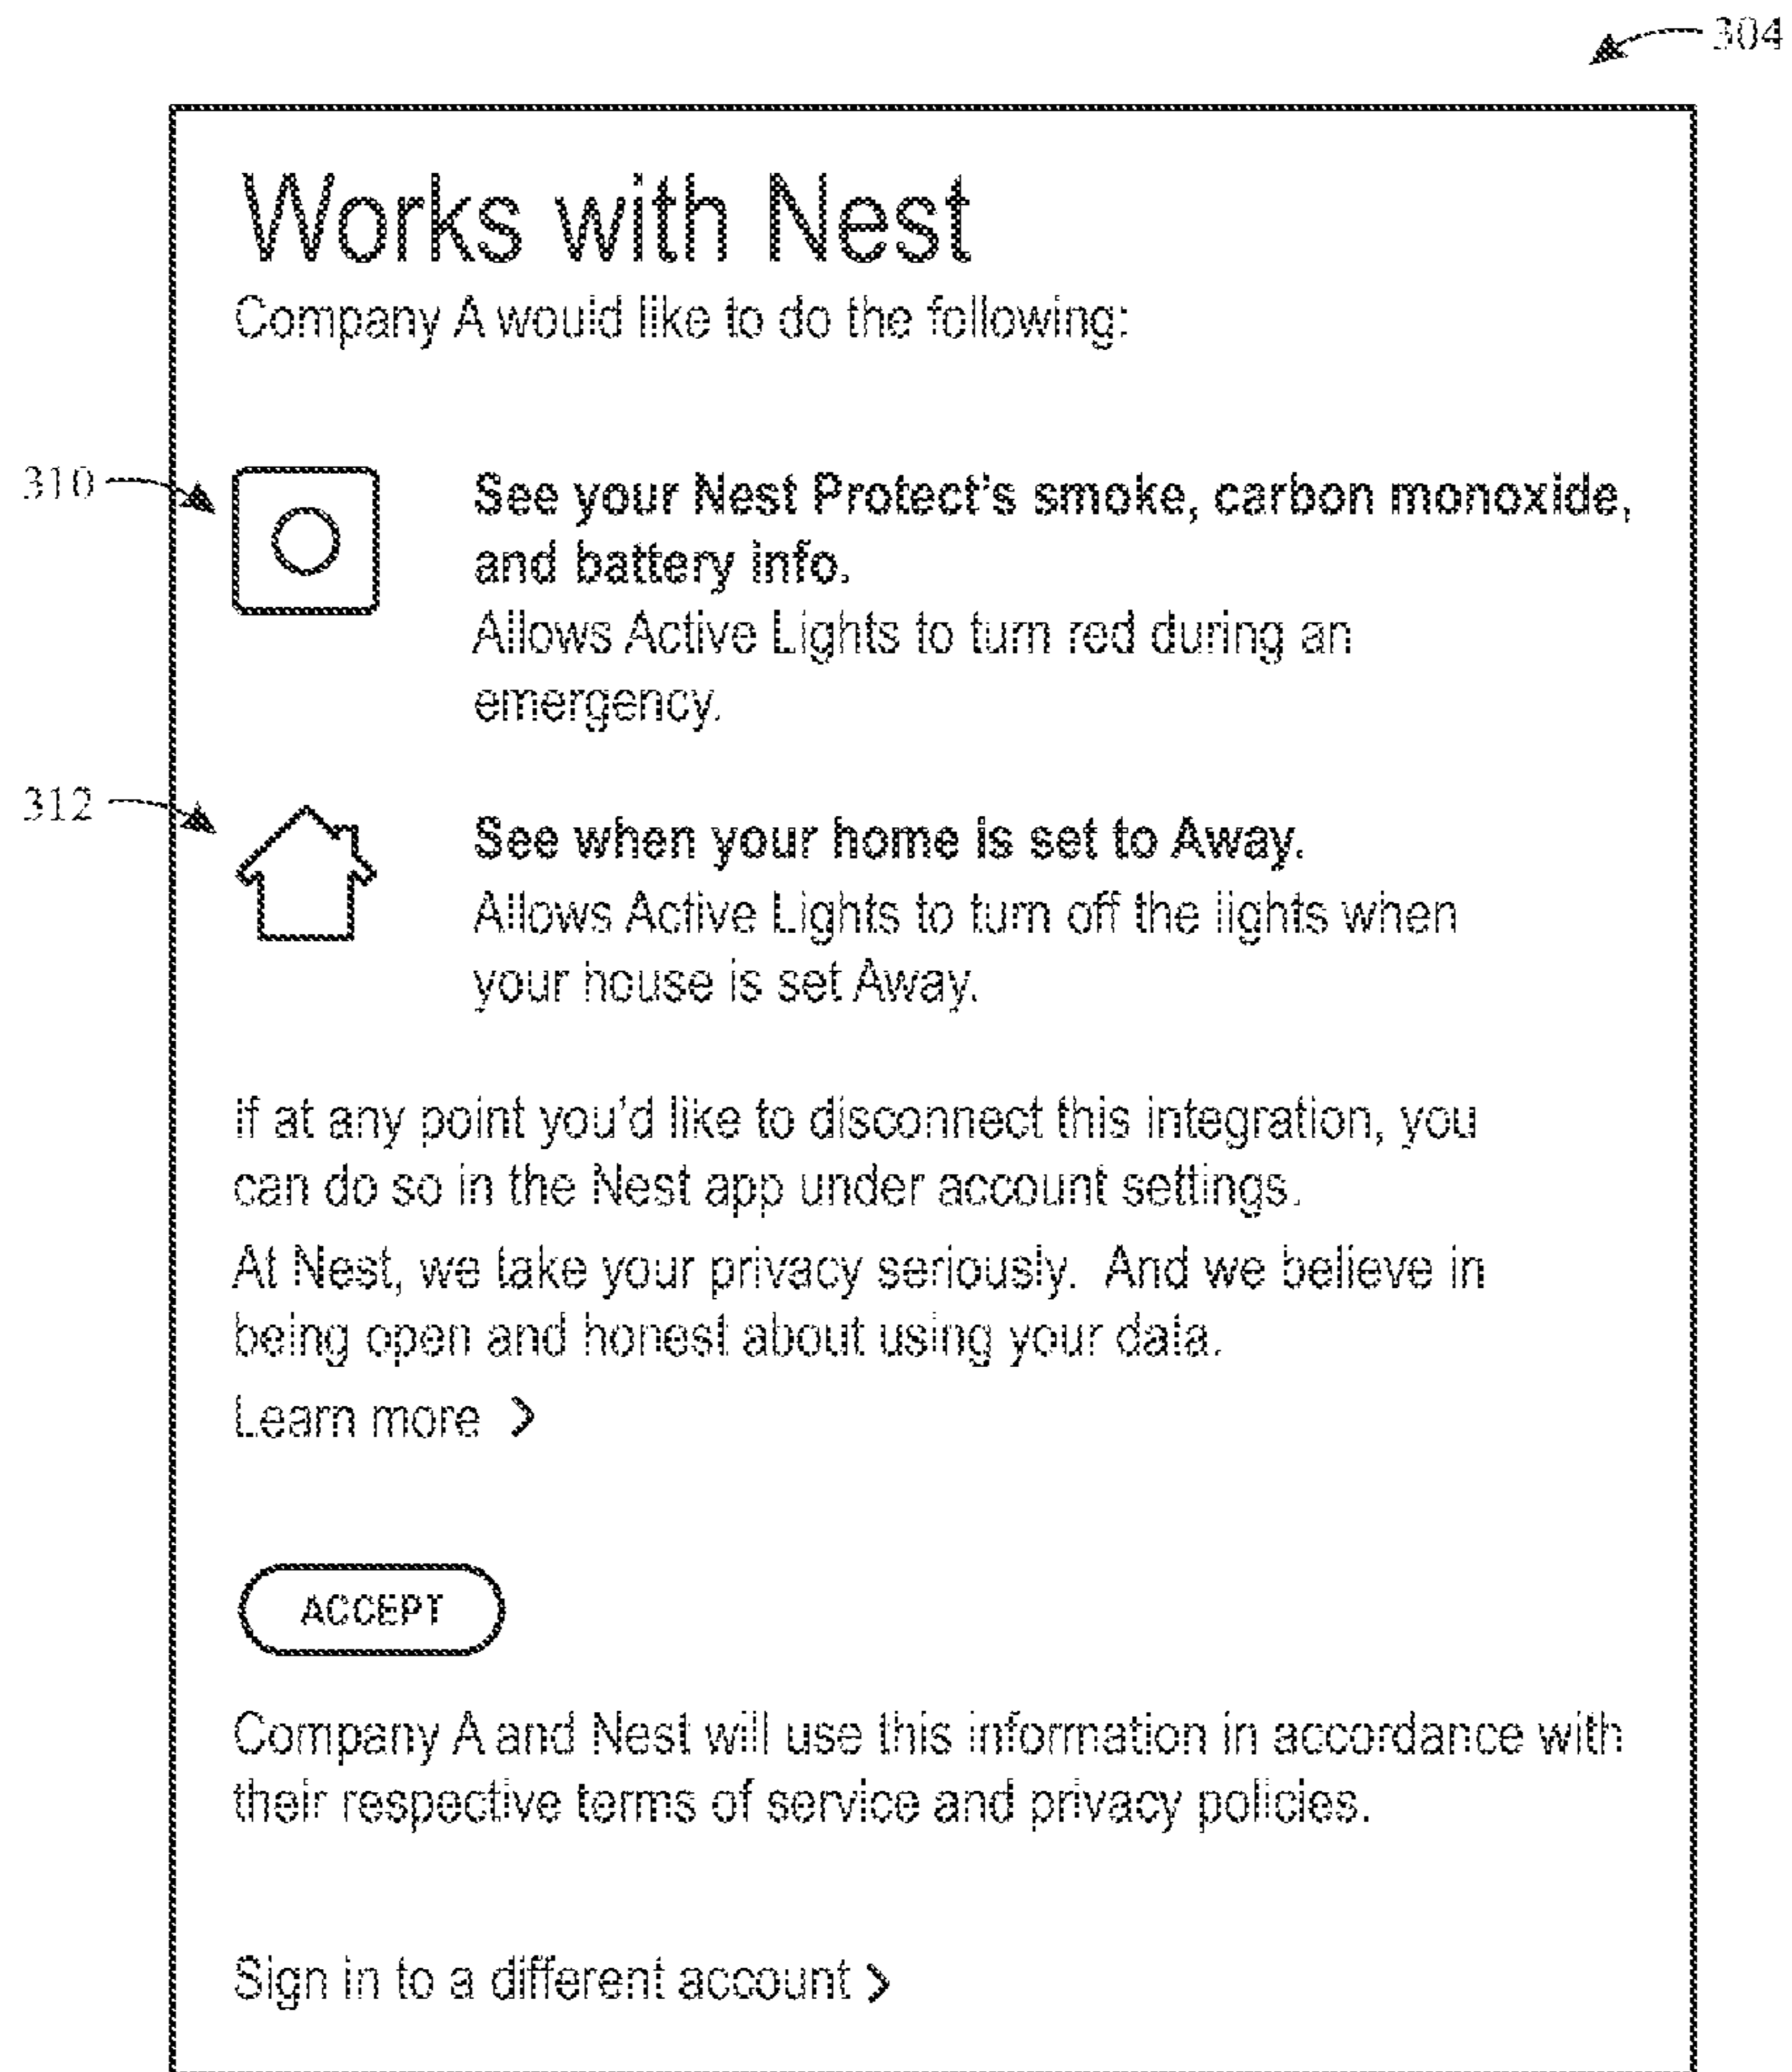 304
Works with Nest
Company A would like to do the following:
310
See your Nest Protect's smoke, carbon monoxide,
and battery info.
Allows Active Lights to turn red during an
emergency.
312
See when your home is set to Away.
Allows Active Lights to turn off the lights when
your house is set Away.
If at any point you'd like to disconnect this integration, you
can do so in the Nest app under account settings.
At Nest, we take your privacy seriously. And we believe in
being open and honest about using your data.
Learn more >
ACCEPT
Company A and Nest will use this information in accordance with
their respective terms of service and privacy policies.
Sign in to a different account >